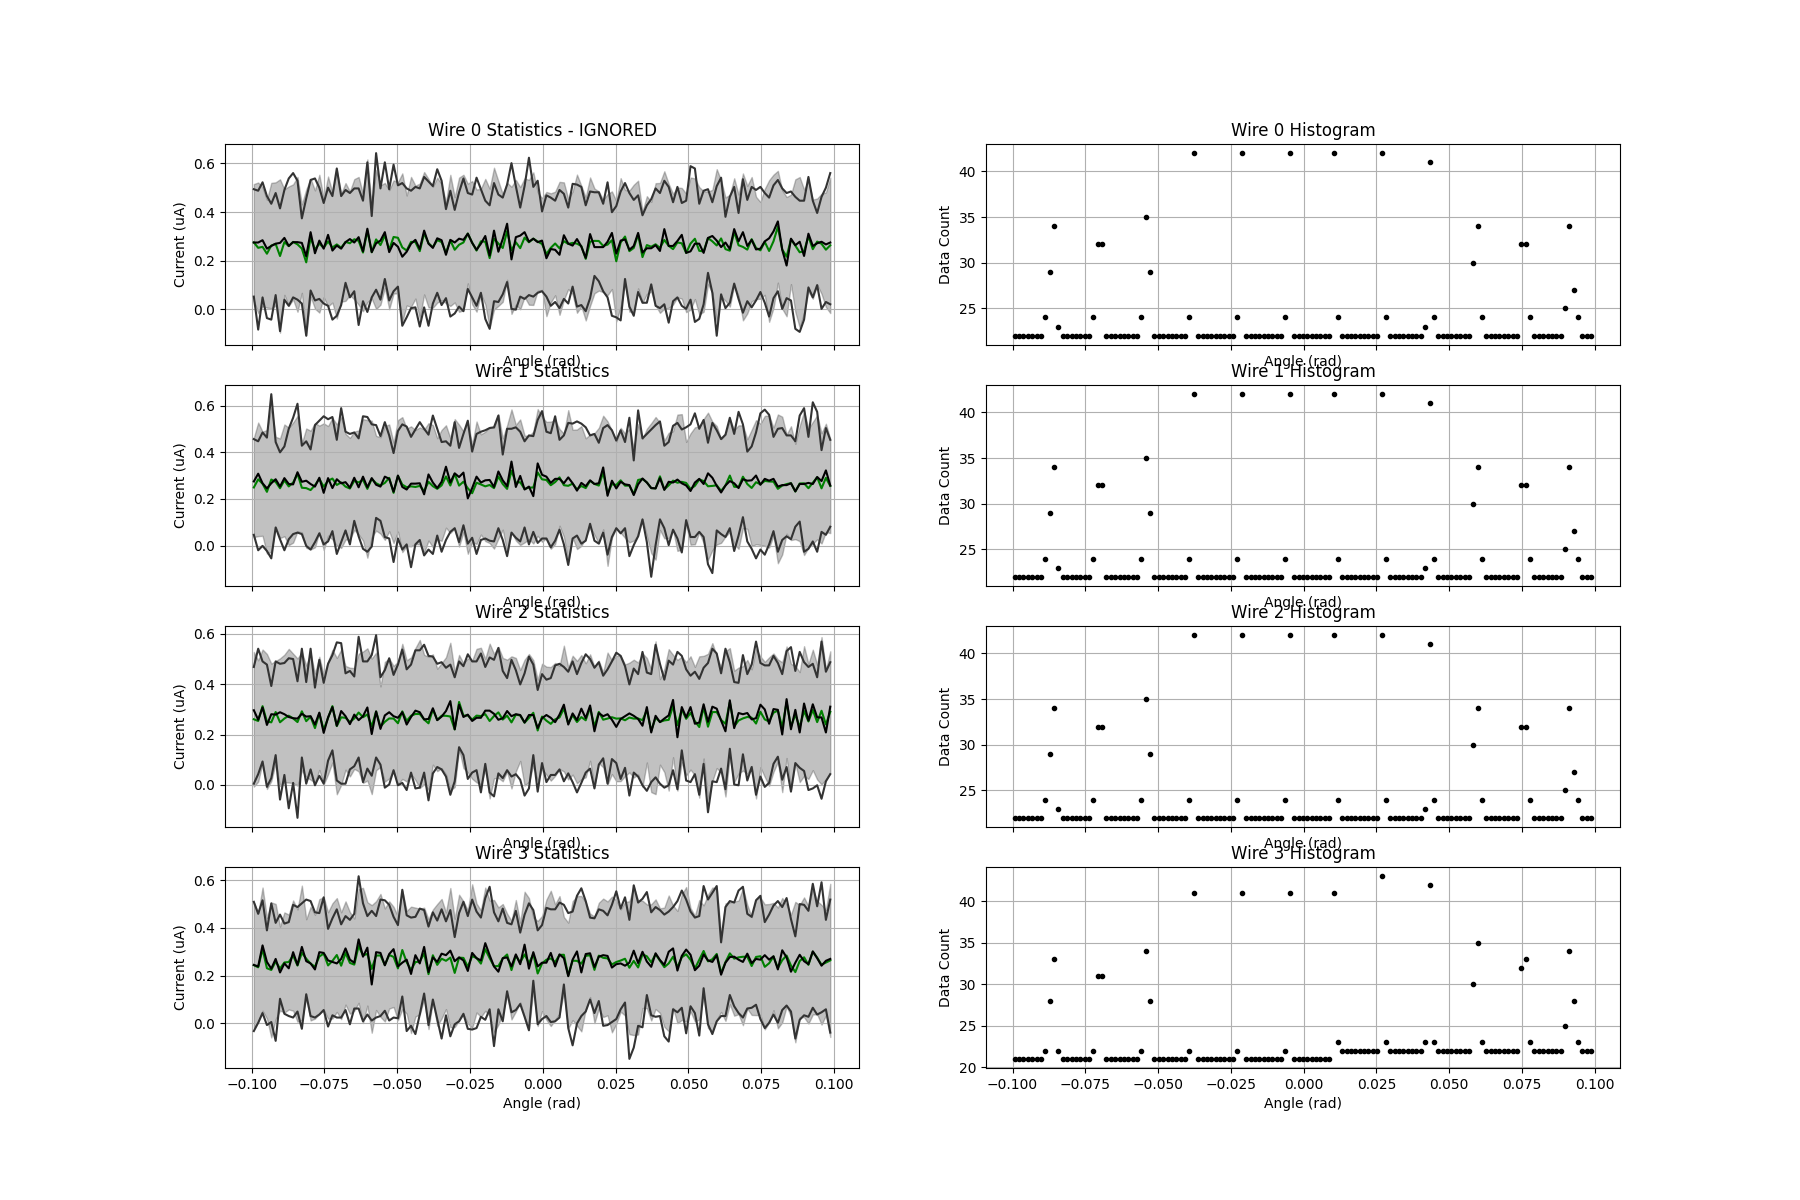 Wire 0 Statistics - IGNORED
Current (uA)
0.6
0.4
0.2
0.0
Angle (rad)
Wire 0 Histogram
Data Count
40
35
30
25
Angle (rad)
Wire 1 Statistics
Current (uA)
0.6
0.4
0.2
0.0
Angle (rad)
Wire 1 Histogram
Data Count
40
35
30
25
Angle (rad)
Wire 2 Statistics
Current (uA)
0.6
0.4
0.2
0.0
Angle (rad)
Wire 2 Histogram
Data Count
40
35
30
25
Angle (rad)
Wire 3 Statistics
Current (uA)
0.6
0.4
0.2
0.0
−0.100 −0.075 −0.050 −0.025 0.000 0.025 0.050 0.075 0.100
Angle (rad)
Wire 3 Histogram
Data Count
40
35
30
25
20
−0.100 −0.075 −0.050 −0.025 0.000 0.025 0.050 0.075 0.100
Angle (rad)